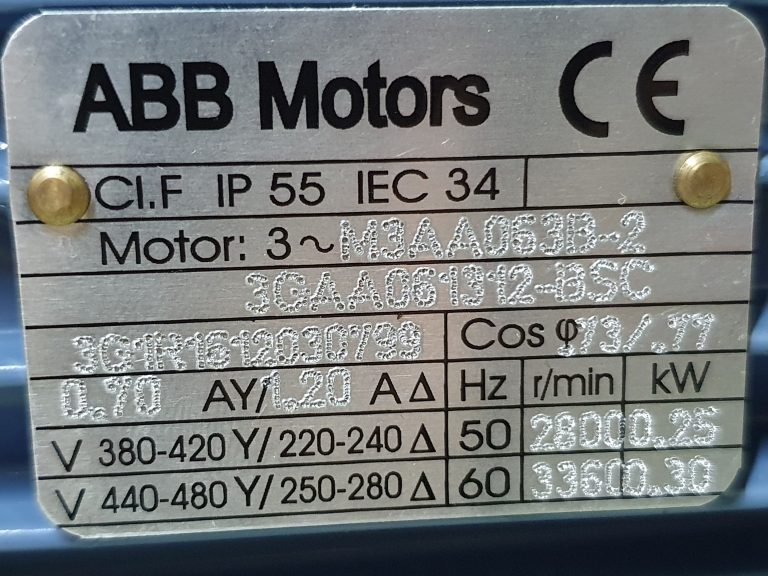 ABB Motors CE
Cl.F IP 55 IEC 34
Motor: 3~ M3AA063B-2
3GAA061312-BSC
3G1R1612030799 Cos φ .73/.77
0.70 AY/1.20 A Δ Hz r/min kW
V 380-420 Y/220-240 Δ 50 2800 0.25
V 440-480 Y/250-280 Δ 60 3360 0.30